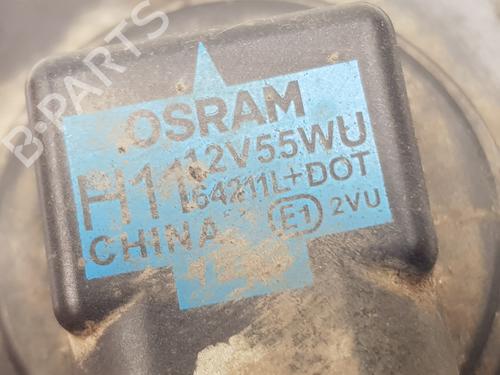 B-PARTS
OSRAM
H11 12V55WU
64211L+DOT
CHINA E1 2VU